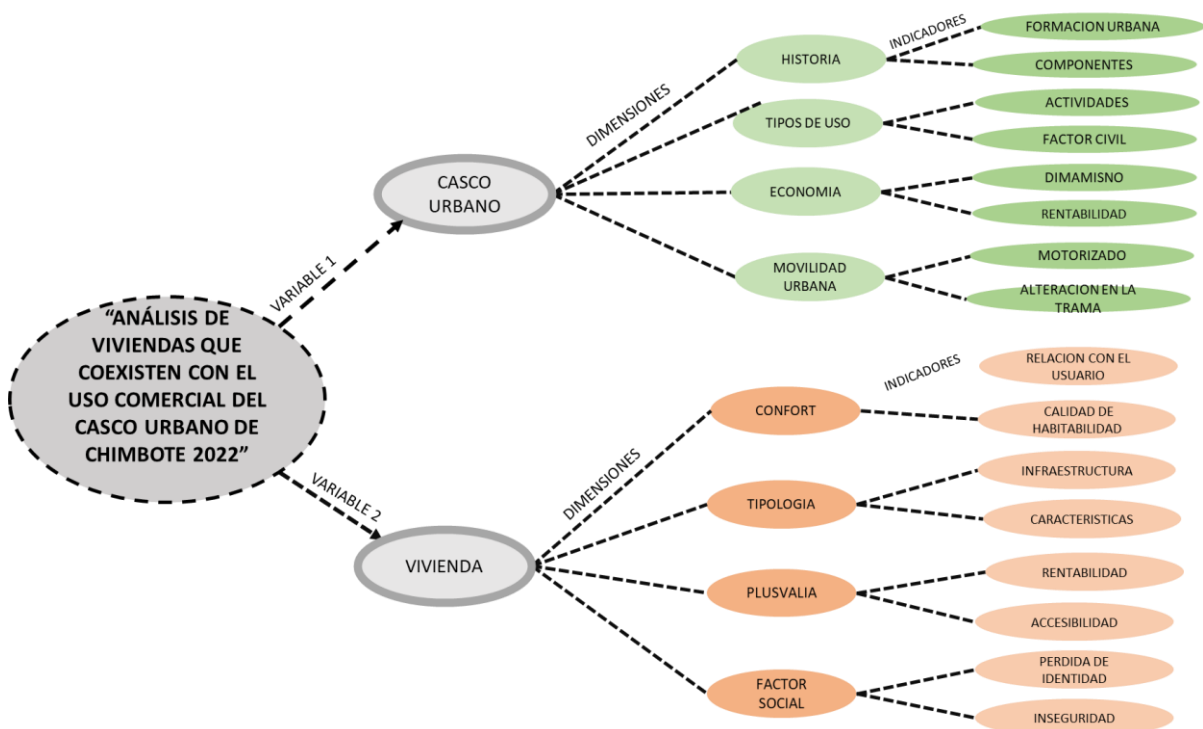 “ANÁLISIS DE
VIVIENDAS QUE
COEXISTEN CON EL
USO COMERCIAL DEL
CASCO URBANO DE
CHIMBOTE 2022”
VARIABLE 1
CASCO
URBANO
DIMENSIONES
HISTORIA
INDICADORES
FORMACION URBANA
COMPONENTES
TIPOS DE USO
ACTIVIDADES
FACTOR CIVIL
ECONOMIA
DIMAMISNO
RENTABILIDAD
MOVILIDAD
URBANA
MOTORIZADO
ALTERACION EN LA
TRAMA
VARIABLE 2
VIVIENDA
DIMENSIONES
CONFORT
INDICADORES
RELACION CON EL
USUARIO
CALIDAD DE
HABITABILIDAD
TIPOLOGIA
INFRAESTRUCTURA
CARACTERISTICAS
PLUSVALIA
RENTABILIDAD
ACCESIBILIDAD
FACTOR
SOCIAL
PERDIDA DE
IDENTIDAD
INSEGURIDAD